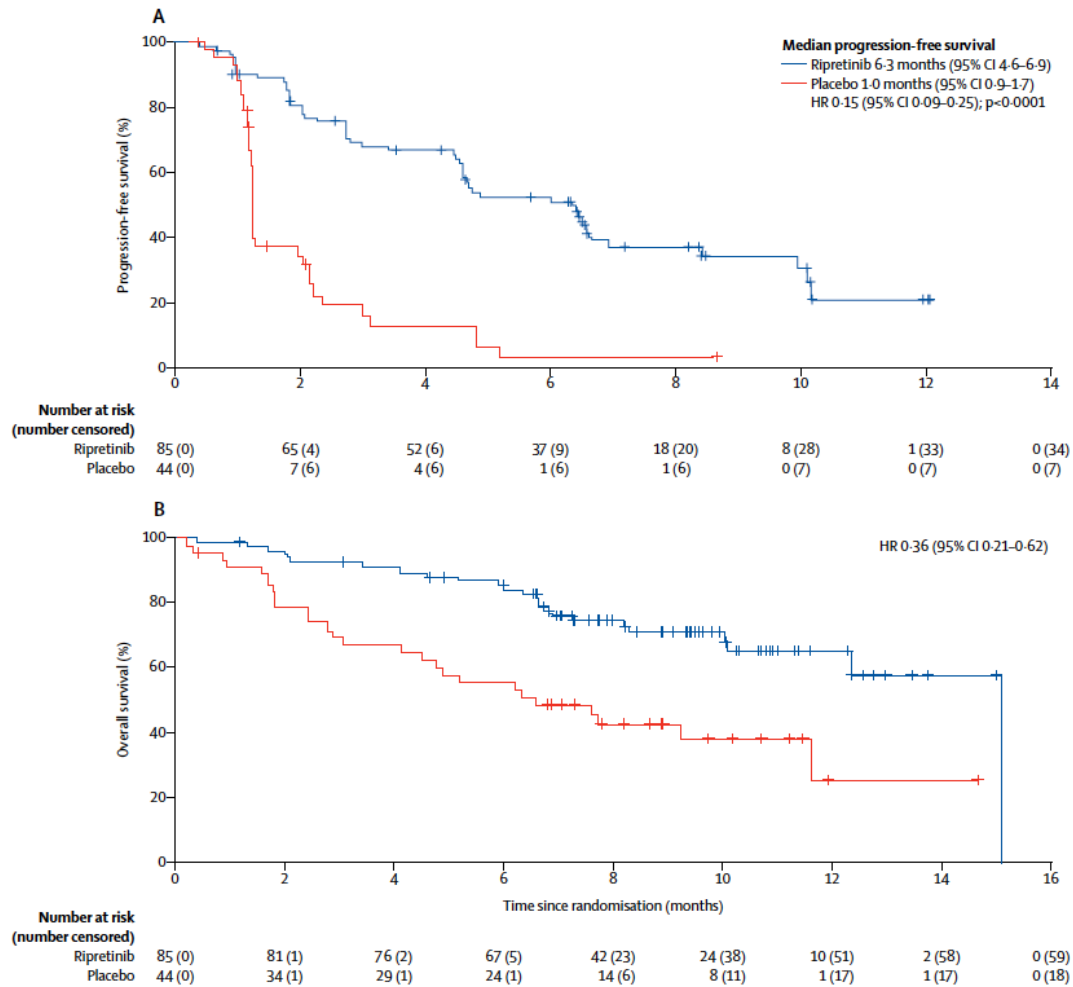 A
Median progression-free survival
Ripretinib 6·3 months (95% CI 4·6–6·9)
Placebo 1·0 months (95% CI 0·9–1·7)
HR 0·15 (95% CI 0·09–0·25); p<0·0001
Progression-free survival (%)
100
80
60
40
20
0
0 2 4 6 8 10 12 14
Number at risk
(number censored)
Ripretinib 85 (0) 65 (4) 52 (6) 37 (9) 18 (20) 8 (28) 1 (33) 0 (34)
Placebo 44 (0) 7 (6) 4 (6) 1 (6) 1 (6) 0 (7) 0 (7) 0 (7)
B
HR 0·36 (95% CI 0·21–0·62)
Overall survival (%)
100
80
60
40
20
0
0 2 4 6 8 10 12 14 16
Time since randomisation (months)
Number at risk
(number censored)
Ripretinib 85 (0) 81 (1) 76 (2) 67 (5) 42 (23) 24 (38) 10 (51) 2 (58) 0 (59)
Placebo 44 (0) 34 (1) 29 (1) 24 (1) 14 (6) 8 (11) 1 (17) 1 (17) 0 (18)